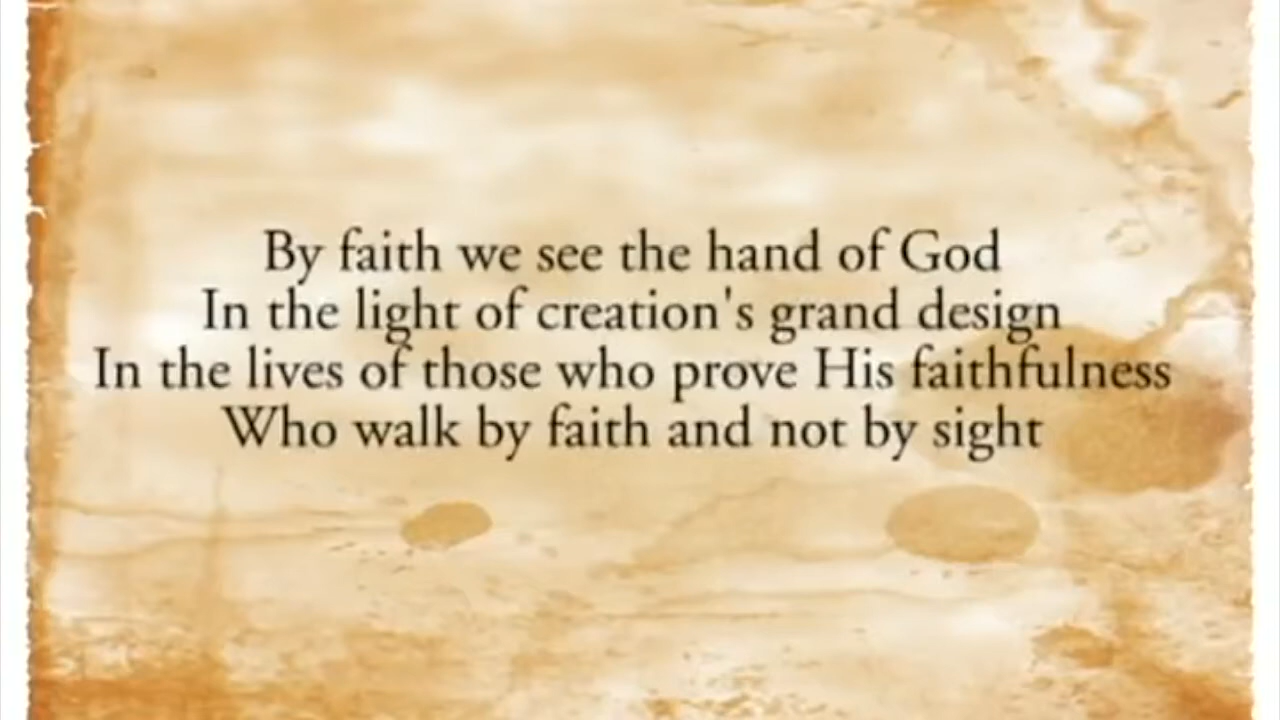 By faith we see the hand of God
In the light of creation's grand design
In the lives of those who prove His faithfulness
Who walk by faith and not by sight